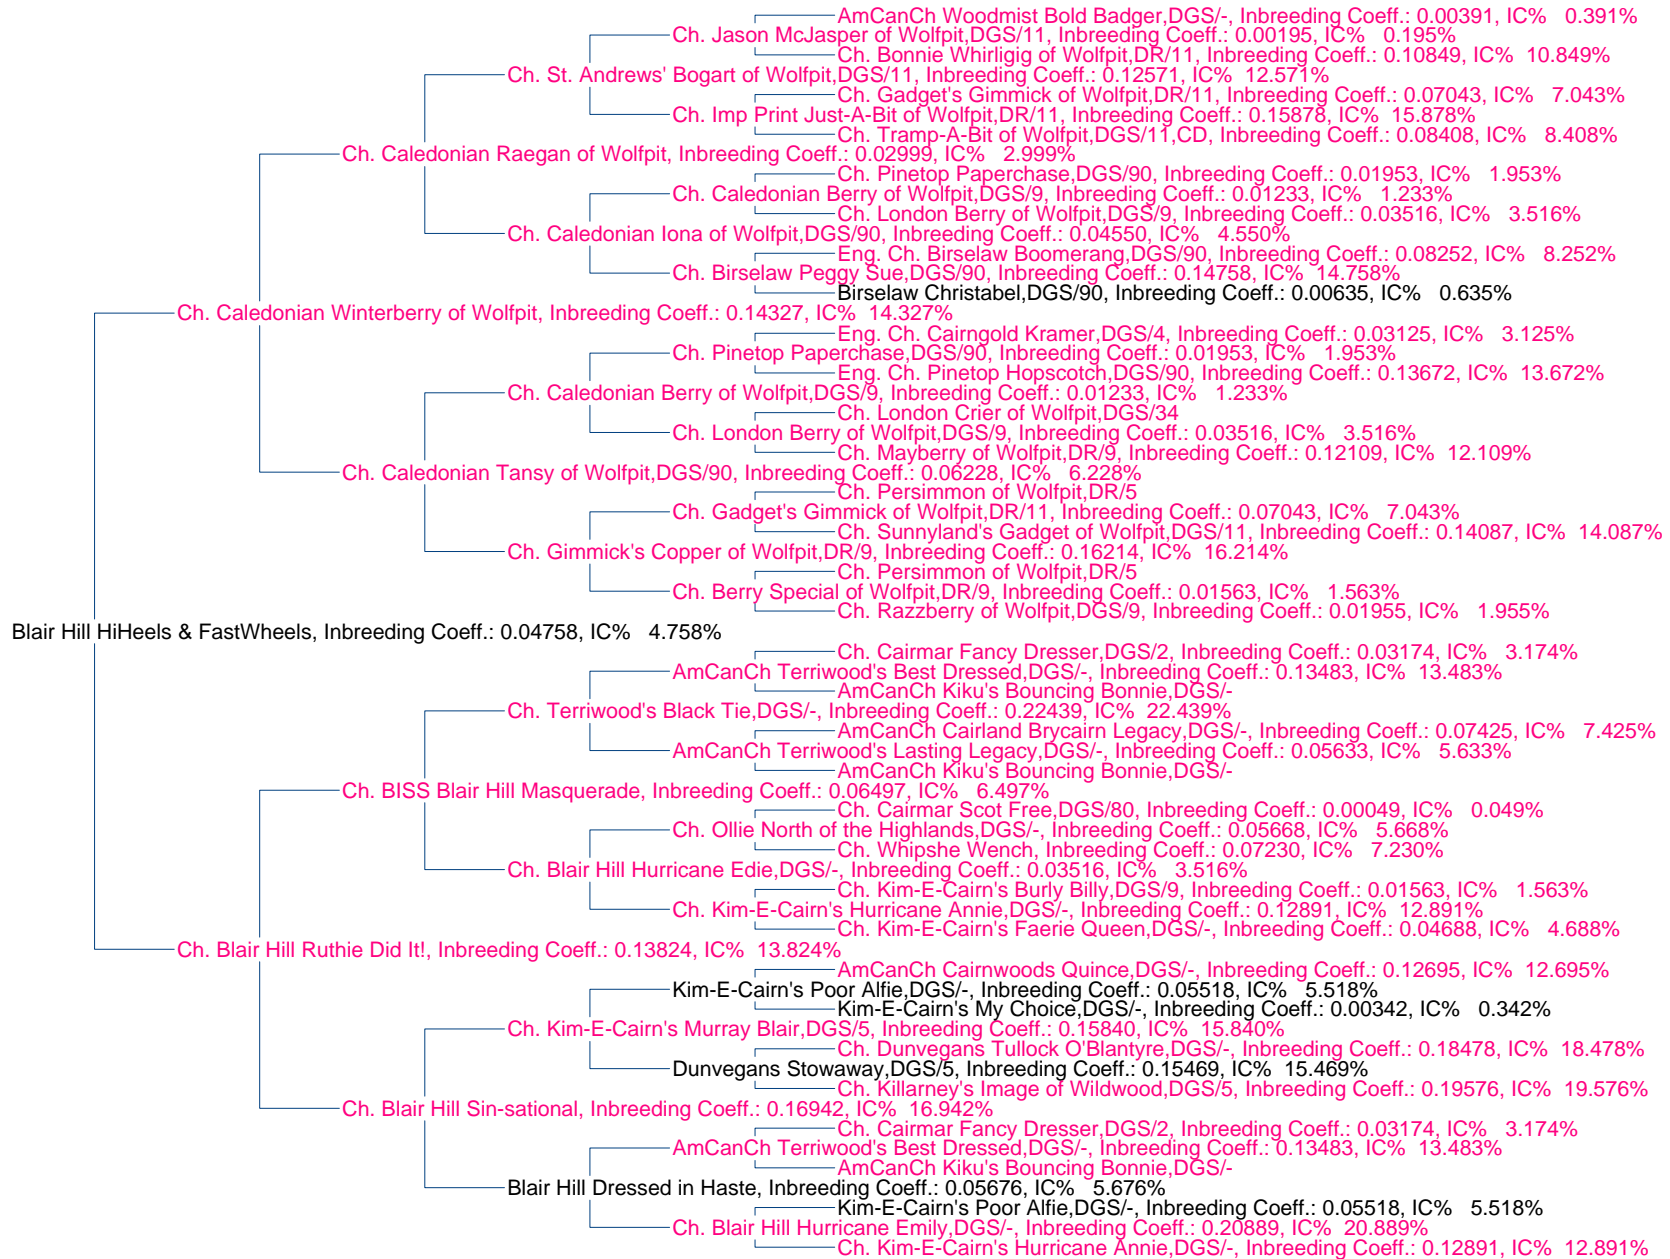 AmCanCh Woodmist Bold Badger,DGS/-, Inbreeding Coeff.: 0.00391, IC%   0.391%
Ch. Jason McJasper of Wolfpit,DGS/11, Inbreeding Coeff.: 0.00195, IC%   0.195%
Ch. Bonnie Whirligig of Wolfpit,DR/11, Inbreeding Coeff.: 0.10849, IC%  10.849%
Ch. St. Andrews' Bogart of Wolfpit,DGS/11, Inbreeding Coeff.: 0.12571, IC%  12.571%
Ch. Gadget's Gimmick of Wolfpit,DR/11, Inbreeding Coeff.: 0.07043, IC%   7.043%
Ch. Imp Print Just-A-Bit of Wolfpit,DR/11, Inbreeding Coeff.: 0.15878, IC%  15.878%
Ch. Tramp-A-Bit of Wolfpit,DGS/11,CD, Inbreeding Coeff.: 0.08408, IC%   8.408%
Ch. Caledonian Raegan of Wolfpit, Inbreeding Coeff.: 0.02999, IC%   2.999%
Ch. Pinetop Paperchase,DGS/90, Inbreeding Coeff.: 0.01953, IC%   1.953%
Ch. Caledonian Berry of Wolfpit,DGS/9, Inbreeding Coeff.: 0.01233, IC%   1.233%
Ch. London Berry of Wolfpit,DGS/9, Inbreeding Coeff.: 0.03516, IC%   3.516%
Ch. Caledonian Iona of Wolfpit,DGS/90, Inbreeding Coeff.: 0.04550, IC%   4.550%
Eng. Ch. Birselaw Boomerang,DGS/90, Inbreeding Coeff.: 0.08252, IC%   8.252%
Ch. Birselaw Peggy Sue,DGS/90, Inbreeding Coeff.: 0.14758, IC%  14.758%
Birselaw Christabel,DGS/90, Inbreeding Coeff.: 0.00635, IC%   0.635%
Ch. Caledonian Winterberry of Wolfpit, Inbreeding Coeff.: 0.14327, IC%  14.327%
Eng. Ch. Cairngold Kramer,DGS/4, Inbreeding Coeff.: 0.03125, IC%   3.125%
Ch. Pinetop Paperchase,DGS/90, Inbreeding Coeff.: 0.01953, IC%   1.953%
Eng. Ch. Pinetop Hopscotch,DGS/90, Inbreeding Coeff.: 0.13672, IC%  13.672%
Ch. Caledonian Berry of Wolfpit,DGS/9, Inbreeding Coeff.: 0.01233, IC%   1.233%
Ch. London Crier of Wolfpit,DGS/34
Ch. London Berry of Wolfpit,DGS/9, Inbreeding Coeff.: 0.03516, IC%   3.516%
Ch. Mayberry of Wolfpit,DR/9, Inbreeding Coeff.: 0.12109, IC%  12.109%
Ch. Caledonian Tansy of Wolfpit,DGS/90, Inbreeding Coeff.: 0.06228, IC%   6.228%
Ch. Persimmon of Wolfpit,DR/5
Ch. Gadget's Gimmick of Wolfpit,DR/11, Inbreeding Coeff.: 0.07043, IC%   7.043%
Ch. Sunnyland's Gadget of Wolfpit,DGS/11, Inbreeding Coeff.: 0.14087, IC%  14.087%
Ch. Gimmick's Copper of Wolfpit,DR/9, Inbreeding Coeff.: 0.16214, IC%  16.214%
Ch. Persimmon of Wolfpit,DR/5
Ch. Berry Special of Wolfpit,DR/9, Inbreeding Coeff.: 0.01563, IC%   1.563%
Ch. Razzberry of Wolfpit,DGS/9, Inbreeding Coeff.: 0.01955, IC%   1.955%
Blair Hill HiHeels & FastWheels, Inbreeding Coeff.: 0.04758, IC%   4.758%
Ch. Cairmar Fancy Dresser,DGS/2, Inbreeding Coeff.: 0.03174, IC%   3.174%
AmCanCh Terriwood's Best Dressed,DGS/-, Inbreeding Coeff.: 0.13483, IC%  13.483%
AmCanCh Kiku's Bouncing Bonnie,DGS/-
Ch. Terriwood's Black Tie,DGS/-, Inbreeding Coeff.: 0.22439, IC%  22.439%
AmCanCh Cairland Brycairn Legacy,DGS/-, Inbreeding Coeff.: 0.07425, IC%   7.425%
AmCanCh Terriwood's Lasting Legacy,DGS/-, Inbreeding Coeff.: 0.05633, IC%   5.633%
AmCanCh Kiku's Bouncing Bonnie,DGS/-
Ch. BISS Blair Hill Masquerade, Inbreeding Coeff.: 0.06497, IC%   6.497%
Ch. Cairmar Scot Free,DGS/80, Inbreeding Coeff.: 0.00049, IC%   0.049%
Ch. Ollie North of the Highlands,DGS/-, Inbreeding Coeff.: 0.05668, IC%   5.668%
Ch. Whipshe Wench, Inbreeding Coeff.: 0.07230, IC%   7.230%
Ch. Blair Hill Hurricane Edie,DGS/-, Inbreeding Coeff.: 0.03516, IC%   3.516%
Ch. Kim-E-Cairn's Burly Billy,DGS/9, Inbreeding Coeff.: 0.01563, IC%   1.563%
Ch. Kim-E-Cairn's Hurricane Annie,DGS/-, Inbreeding Coeff.: 0.12891, IC%  12.891%
Ch. Kim-E-Cairn's Faerie Queen,DGS/-, Inbreeding Coeff.: 0.04688, IC%   4.688%
Ch. Blair Hill Ruthie Did It!, Inbreeding Coeff.: 0.13824, IC%  13.824%
AmCanCh Cairnwoods Quince,DGS/-, Inbreeding Coeff.: 0.12695, IC%  12.695%
Kim-E-Cairn's Poor Alfie,DGS/-, Inbreeding Coeff.: 0.05518, IC%   5.518%
Kim-E-Cairn's My Choice,DGS/-, Inbreeding Coeff.: 0.00342, IC%   0.342%
Ch. Kim-E-Cairn's Murray Blair,DGS/5, Inbreeding Coeff.: 0.15840, IC%  15.840%
Ch. Dunvegans Tullock O'Blantyre,DGS/-, Inbreeding Coeff.: 0.18478, IC%  18.478%
Dunvegans Stowaway,DGS/5, Inbreeding Coeff.: 0.15469, IC%  15.469%
Ch. Killarney's Image of Wildwood,DGS/5, Inbreeding Coeff.: 0.19576, IC%  19.576%
Ch. Blair Hill Sin-sational, Inbreeding Coeff.: 0.16942, IC%  16.942%
Ch. Cairmar Fancy Dresser,DGS/2, Inbreeding Coeff.: 0.03174, IC%   3.174%
AmCanCh Terriwood's Best Dressed,DGS/-, Inbreeding Coeff.: 0.13483, IC%  13.483%
AmCanCh Kiku's Bouncing Bonnie,DGS/-
Blair Hill Dressed in Haste, Inbreeding Coeff.: 0.05676, IC%   5.676%
Kim-E-Cairn's Poor Alfie,DGS/-, Inbreeding Coeff.: 0.05518, IC%   5.518%
Ch. Blair Hill Hurricane Emily,DGS/-, Inbreeding Coeff.: 0.20889, IC%  20.889%
Ch. Kim-E-Cairn's Hurricane Annie,DGS/-, Inbreeding Coeff.: 0.12891, IC%  12.891%